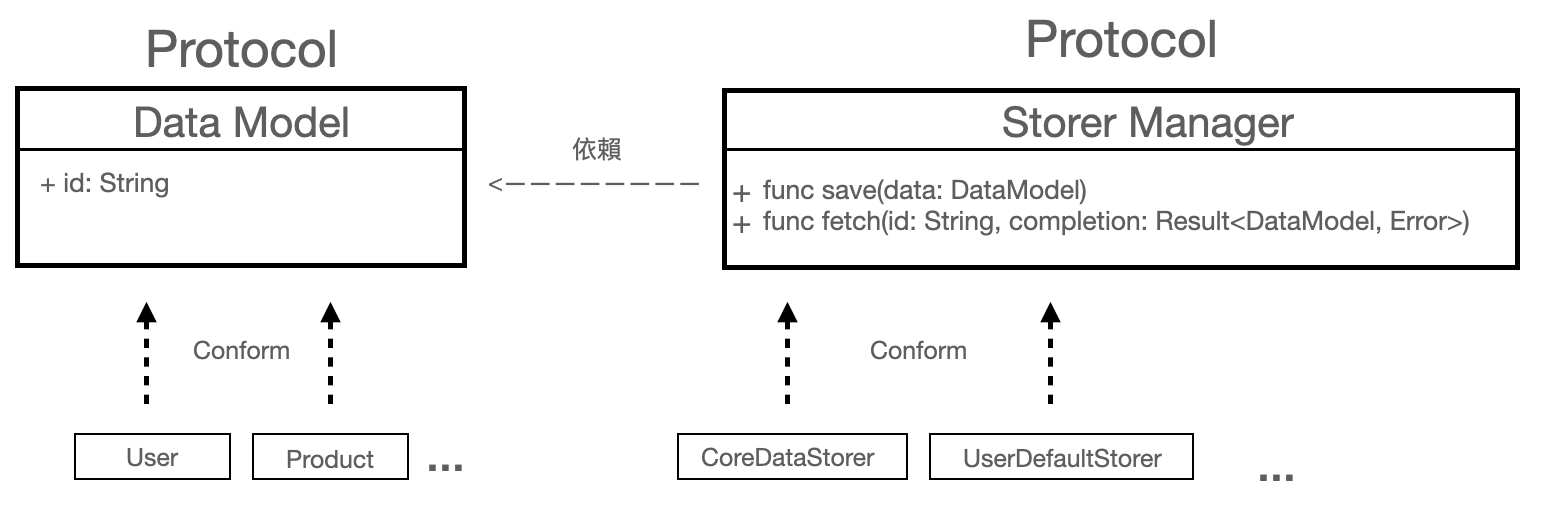 Protocol
Data Model
+ id: String
依賴
Protocol
Storer Manager
+ func save(data: DataModel)
+ func fetch(id: String, completion: Result<DataModel, Error>)
Conform
User
Product
...
Conform
CoreDataStorer
UserDefaultStorer
...